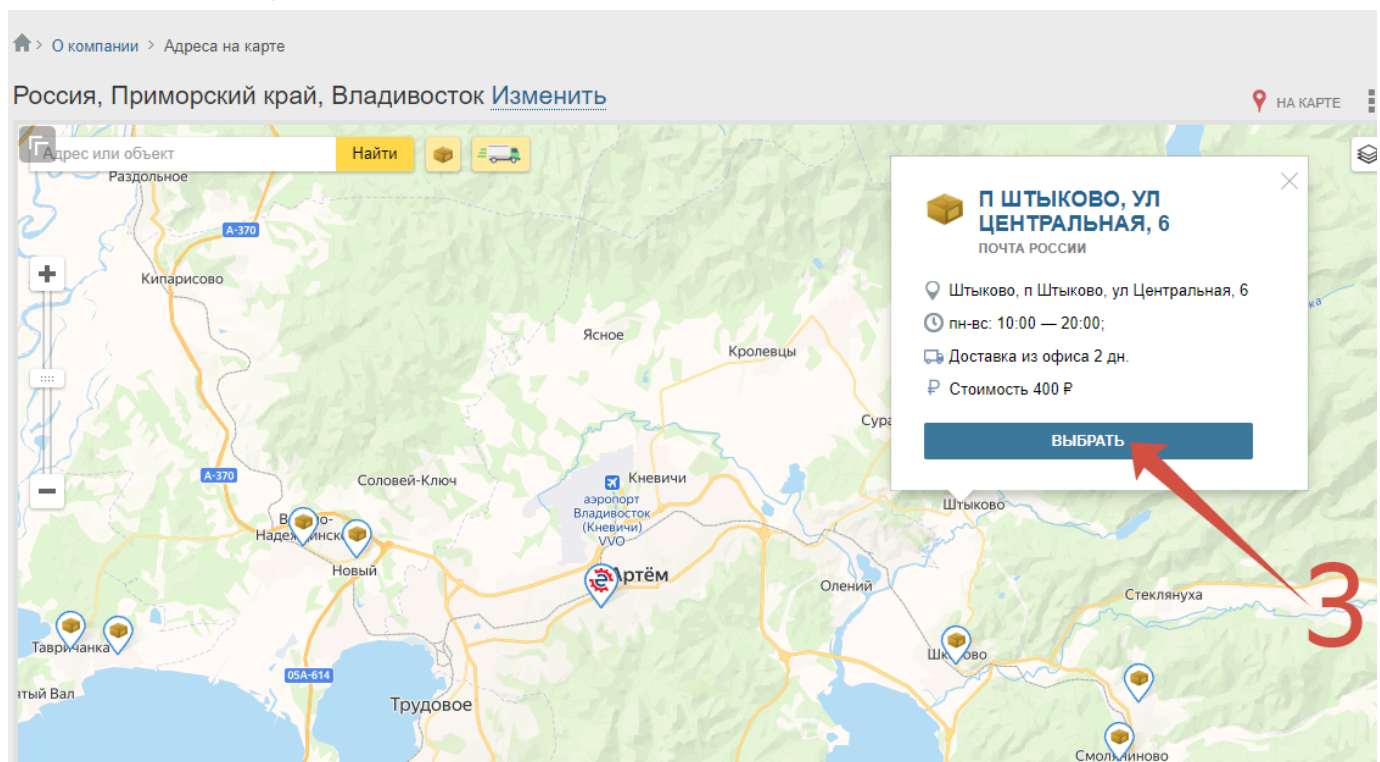 О компании > Адреса на карте
Россия, Приморский край, Владивосток Изменить
НА КАРТЕ
Адрес или объект
Найти
Раздольное
А-370
Кипарисово
П ШТЫКОВО, УЛ
ЦЕНТРАЛЬНАЯ, 6
ПОЧТА РОССИИ
Штыково, п Штыково, ул Центральная, 6
пн-вс: 10:00 — 20:00;
Доставка из офиса 2 дн.
₽ Стоимость 400 ₽
ВЫБРАТЬ
3
Ясное
Кролевцы
А-370
Соловей-Ключ
Кневичи
аэропорт
Владивосток
(Кневичи)
VVO
Штыково
Новый
Артём
Олений
Стеклянуха
Тавричанка
05А-614
Трудовое